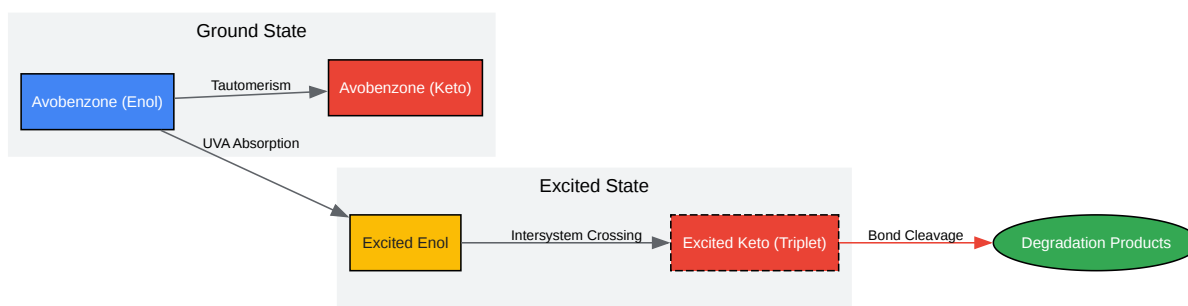 Ground State
Avobenzone (Enol)
Tautomerism
Avobenzone (Keto)
UVA Absorption
Excited State
Excited Enol
Intersystem Crossing
Excited Keto (Triplet)
Bond Cleavage
Degradation Products